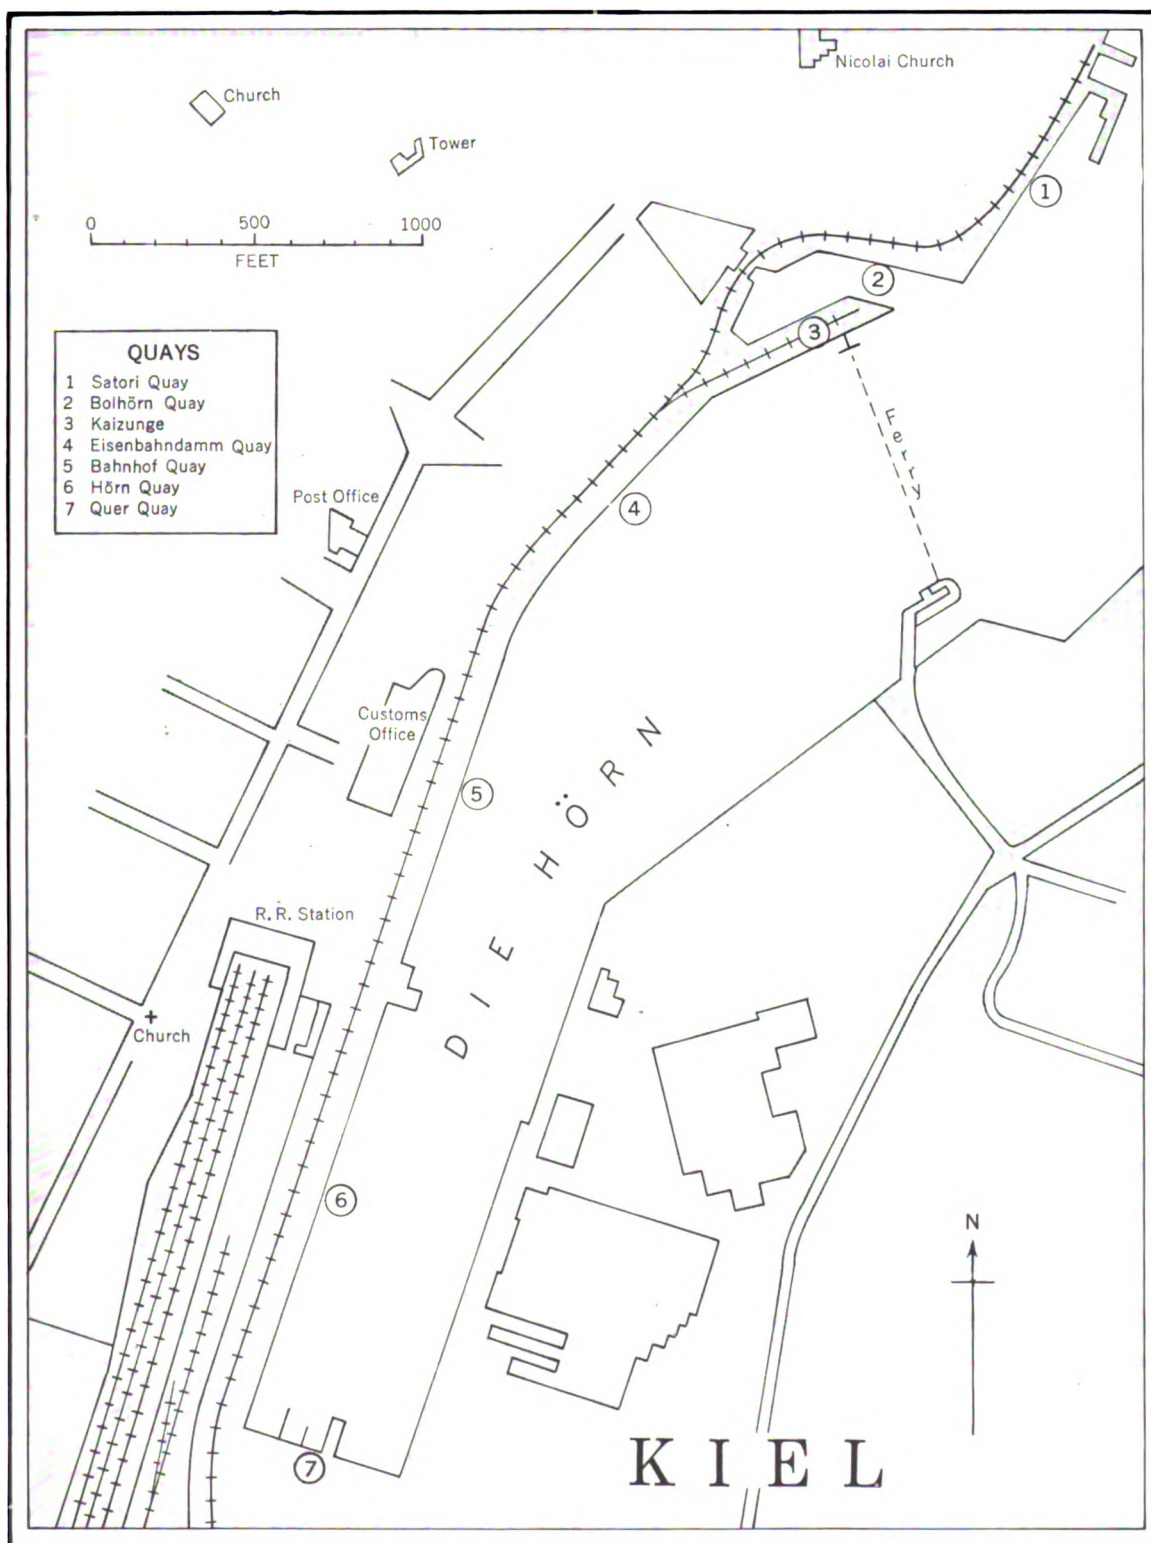 Nicolai Church
Church
Tower
0 500 1000
FEET
1
2
3
QUAYS
1 Satori Quay
2 Bolhörn Quay
3 Kaizunge
4 Eisenbahndamm Quay
5 Bahnhof Quay
6 Hörn Quay
7 Quer Quay
Ferry
Post Office
4
Customs
Office
5
DIE HÖRN
R.R. Station
Church
6
N
7
KIEL